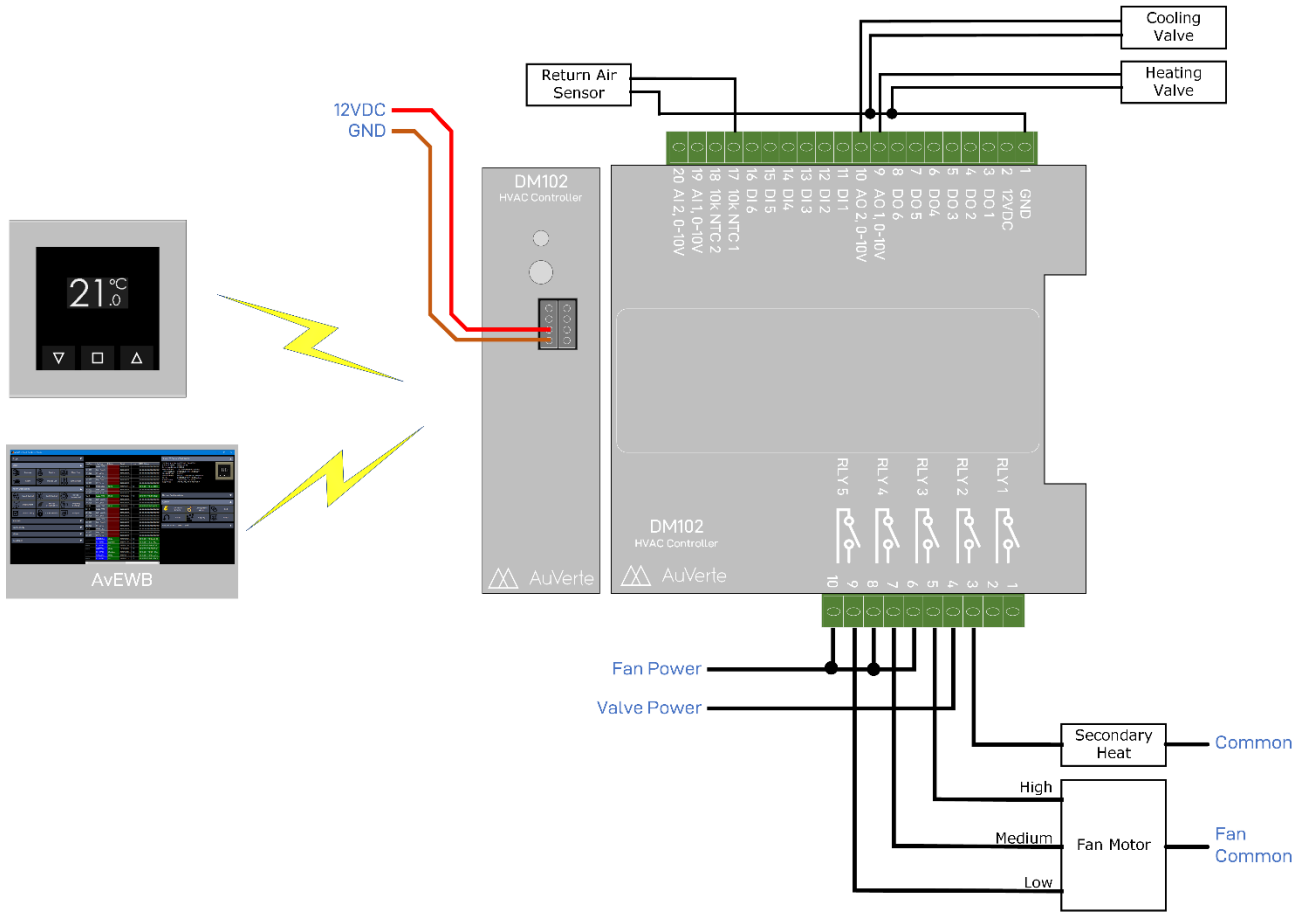 Cooling
Valve
Return Air
Sensor
Heating
Valve
12VDC
GND
DM102
HVAC Controller
20 AI 2, 0-10V
19 AI 1, 0-10V
18 10k NTC 2
17 10k NTC 1
16 DI 6
15 DI 5
14 DI 4
13 DI 3
12 DI 2
11 DI 1
10 AO 2, 0-10V
9 AO 1, 0-10V
8 DO 6
7 DO 5
6 DO 4
5 DO 3
4 DO 2
3 DO 1
2 12VDC
1 GND
21.0 °C
AvEWB
AuVerte
RLY 5
RLY 4
RLY 3
RLY 2
RLY 1
DM102
HVAC Controller
AuVerte
10 9 8 7 6 5 4 3 2 1
Fan Power
Valve Power
Secondary
Heat
Common
High
Medium
Fan Motor
Fan
Common
Low